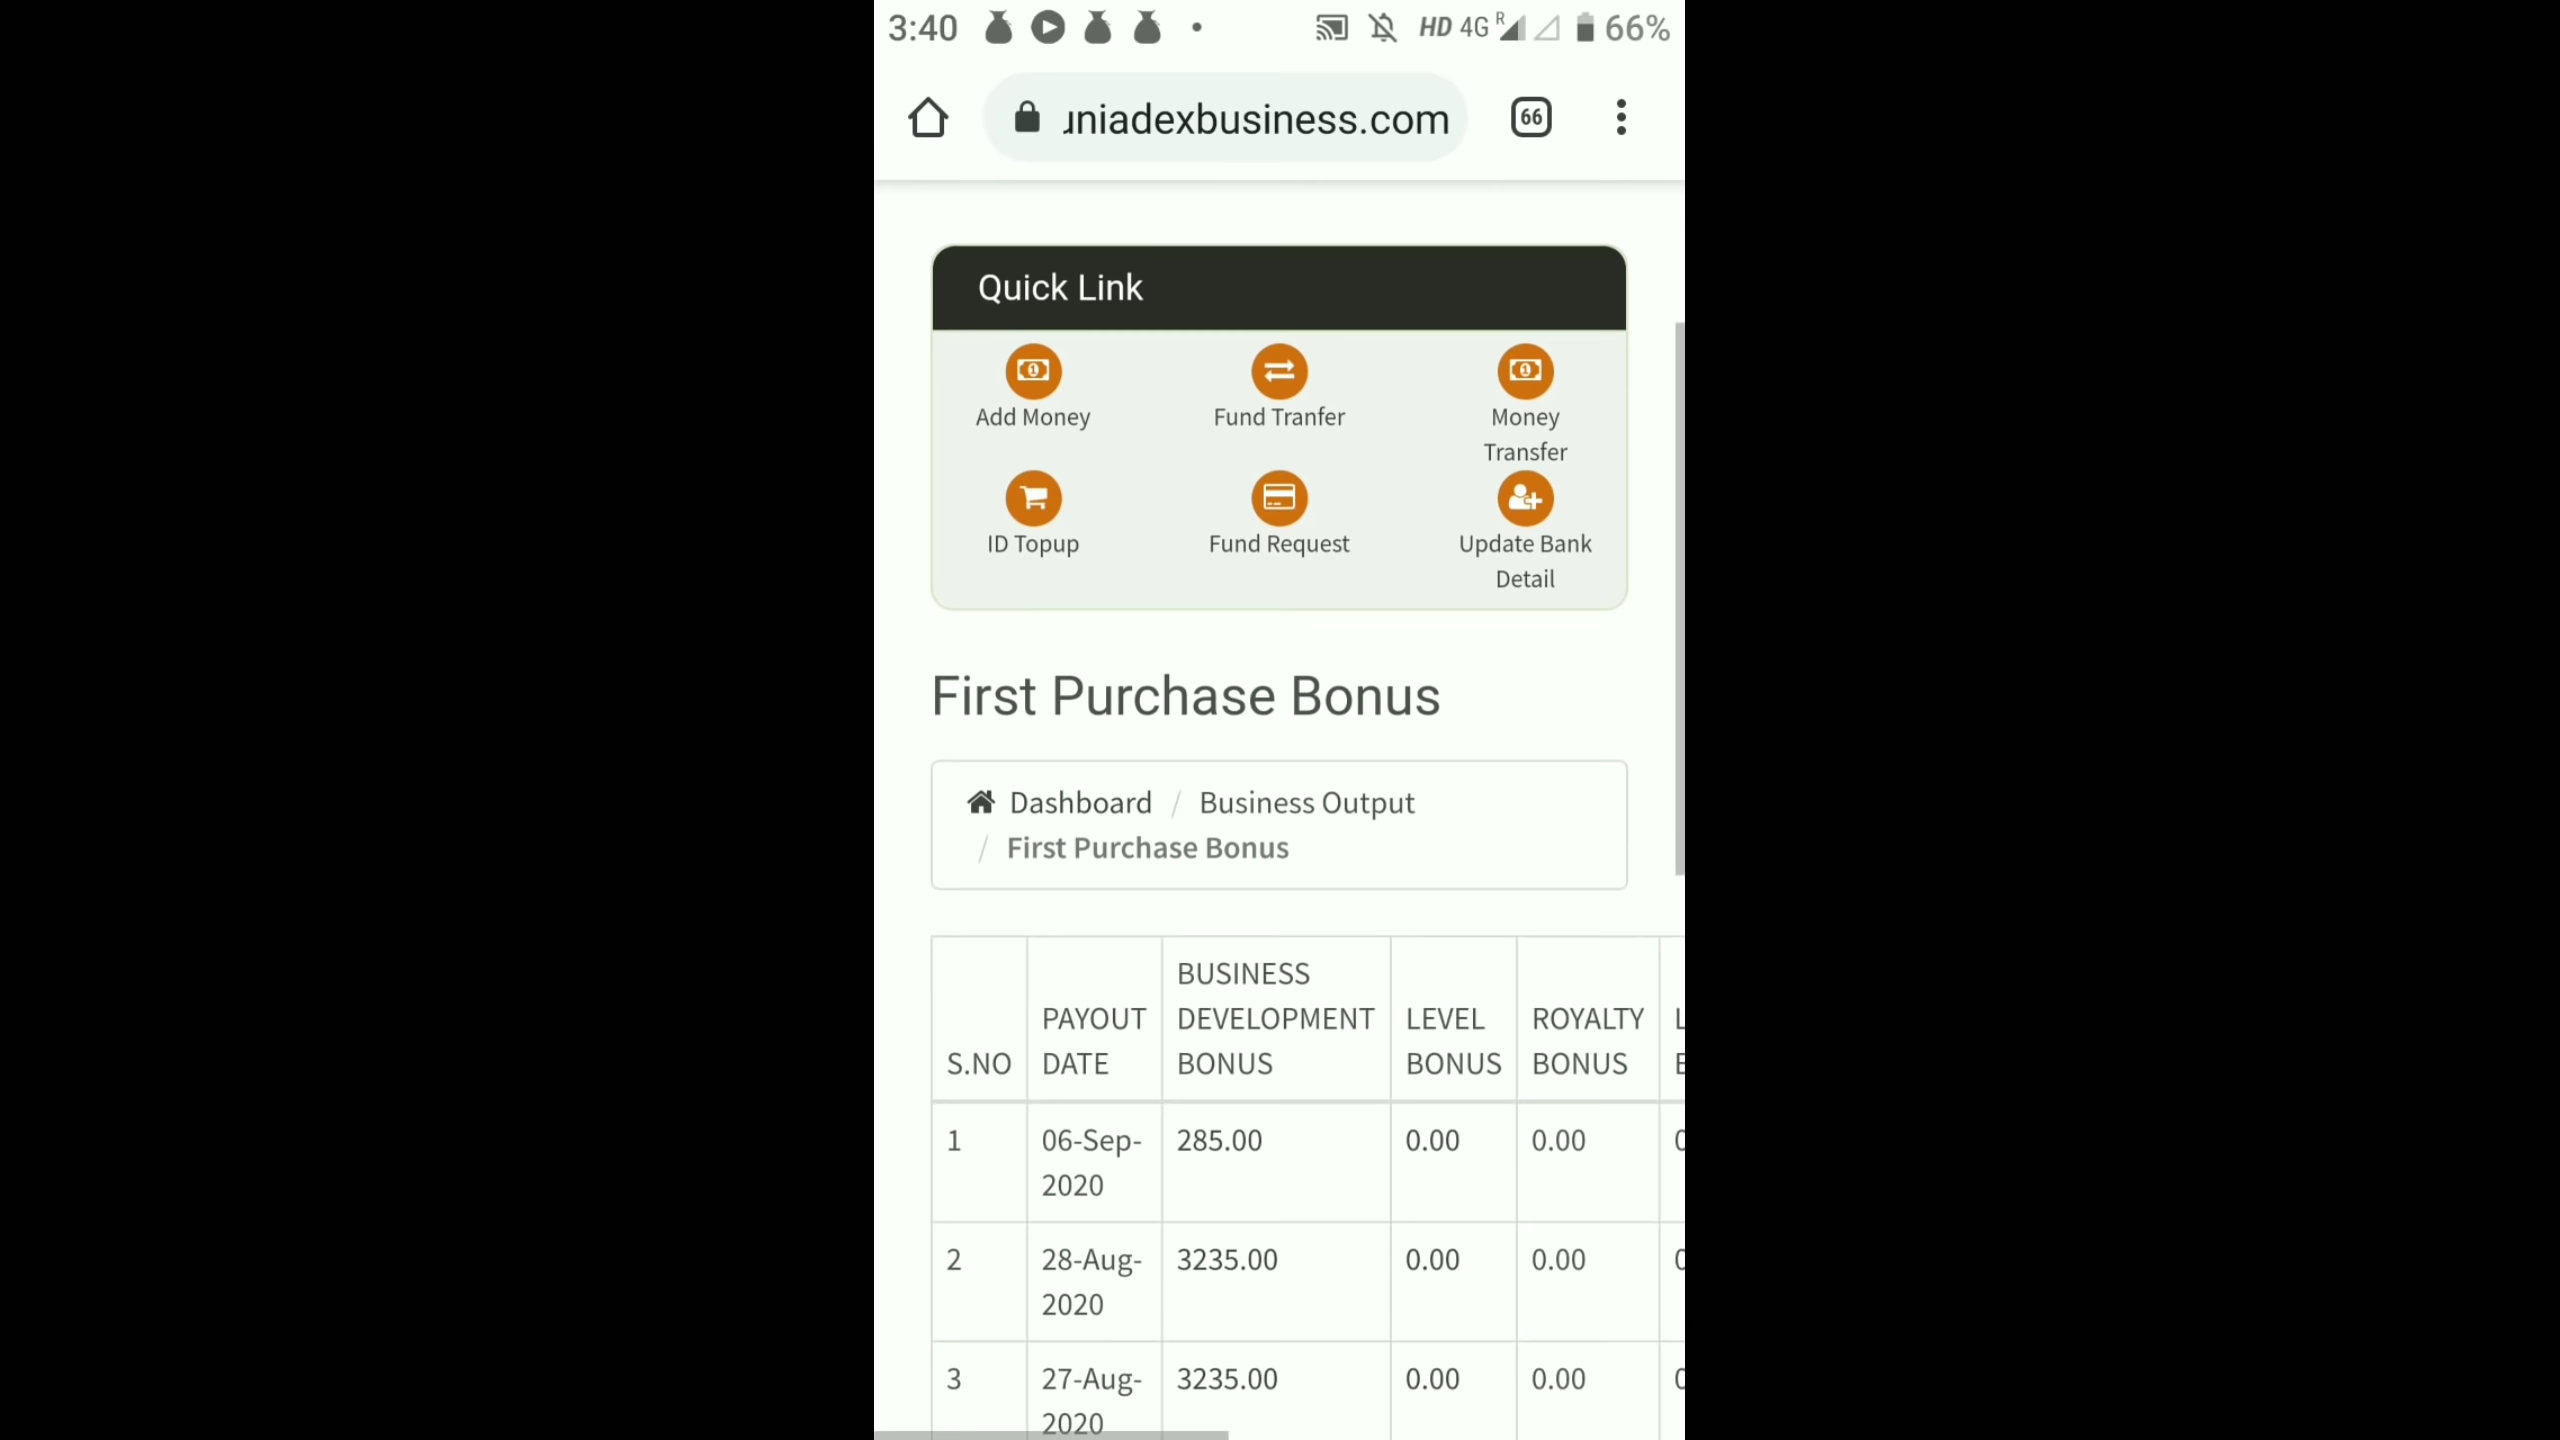 3:40 HD 4G R 66%
uniadexbusiness.com 66
Quick Link
Add Money Fund Tranfer Money
Transfer
ID Topup Fund Request Update Bank
Detail
First Purchase Bonus
Dashboard / Business Output
/ First Purchase Bonus
BUSINESS
PAYOUT DEVELOPMENT LEVEL ROYALTY
S.NO DATE BONUS BONUS BONUS
1 06-Sep- 285.00 0.00 0.00
2020
2 28-Aug- 3235.00 0.00 0.00
2020
3 27-Aug- 3235.00 0.00 0.00
2020